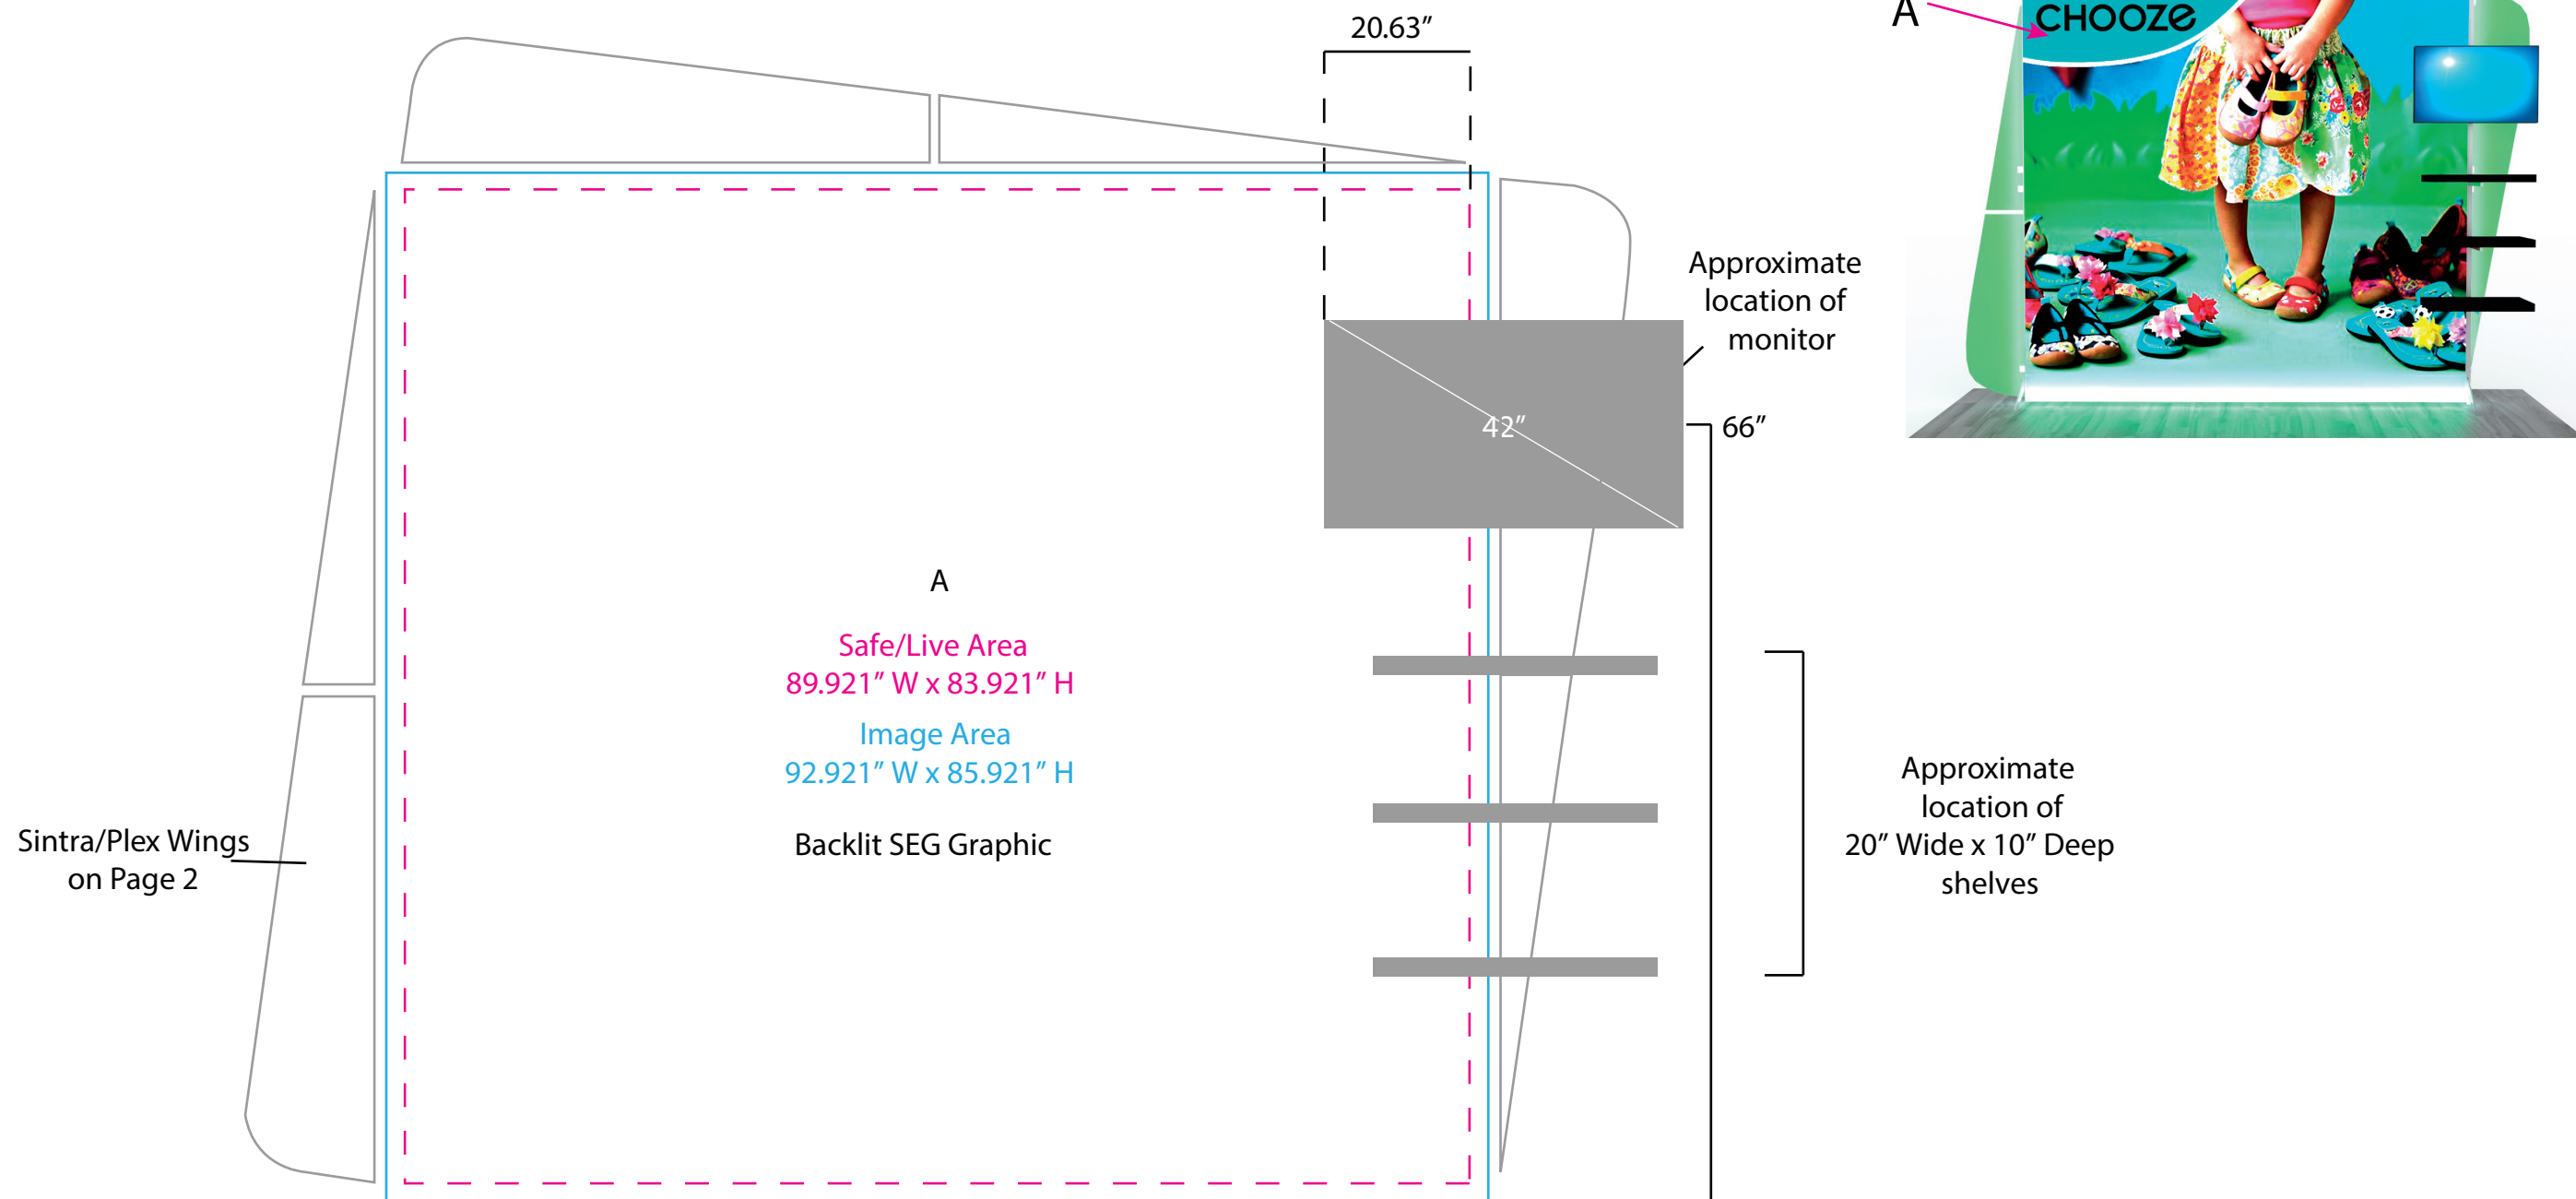 20.63”
A
CHOOZE
Approximate
location of
monitor
42”
66”
A
Safe/Live Area
89.921” W x 83.921” H
Image Area
92.921” W x 85.921” H
Backlit SEG Graphic
Sintra/Plex Wings
on Page 2
Approximate
location of
20” Wide x 10” Deep
shelves